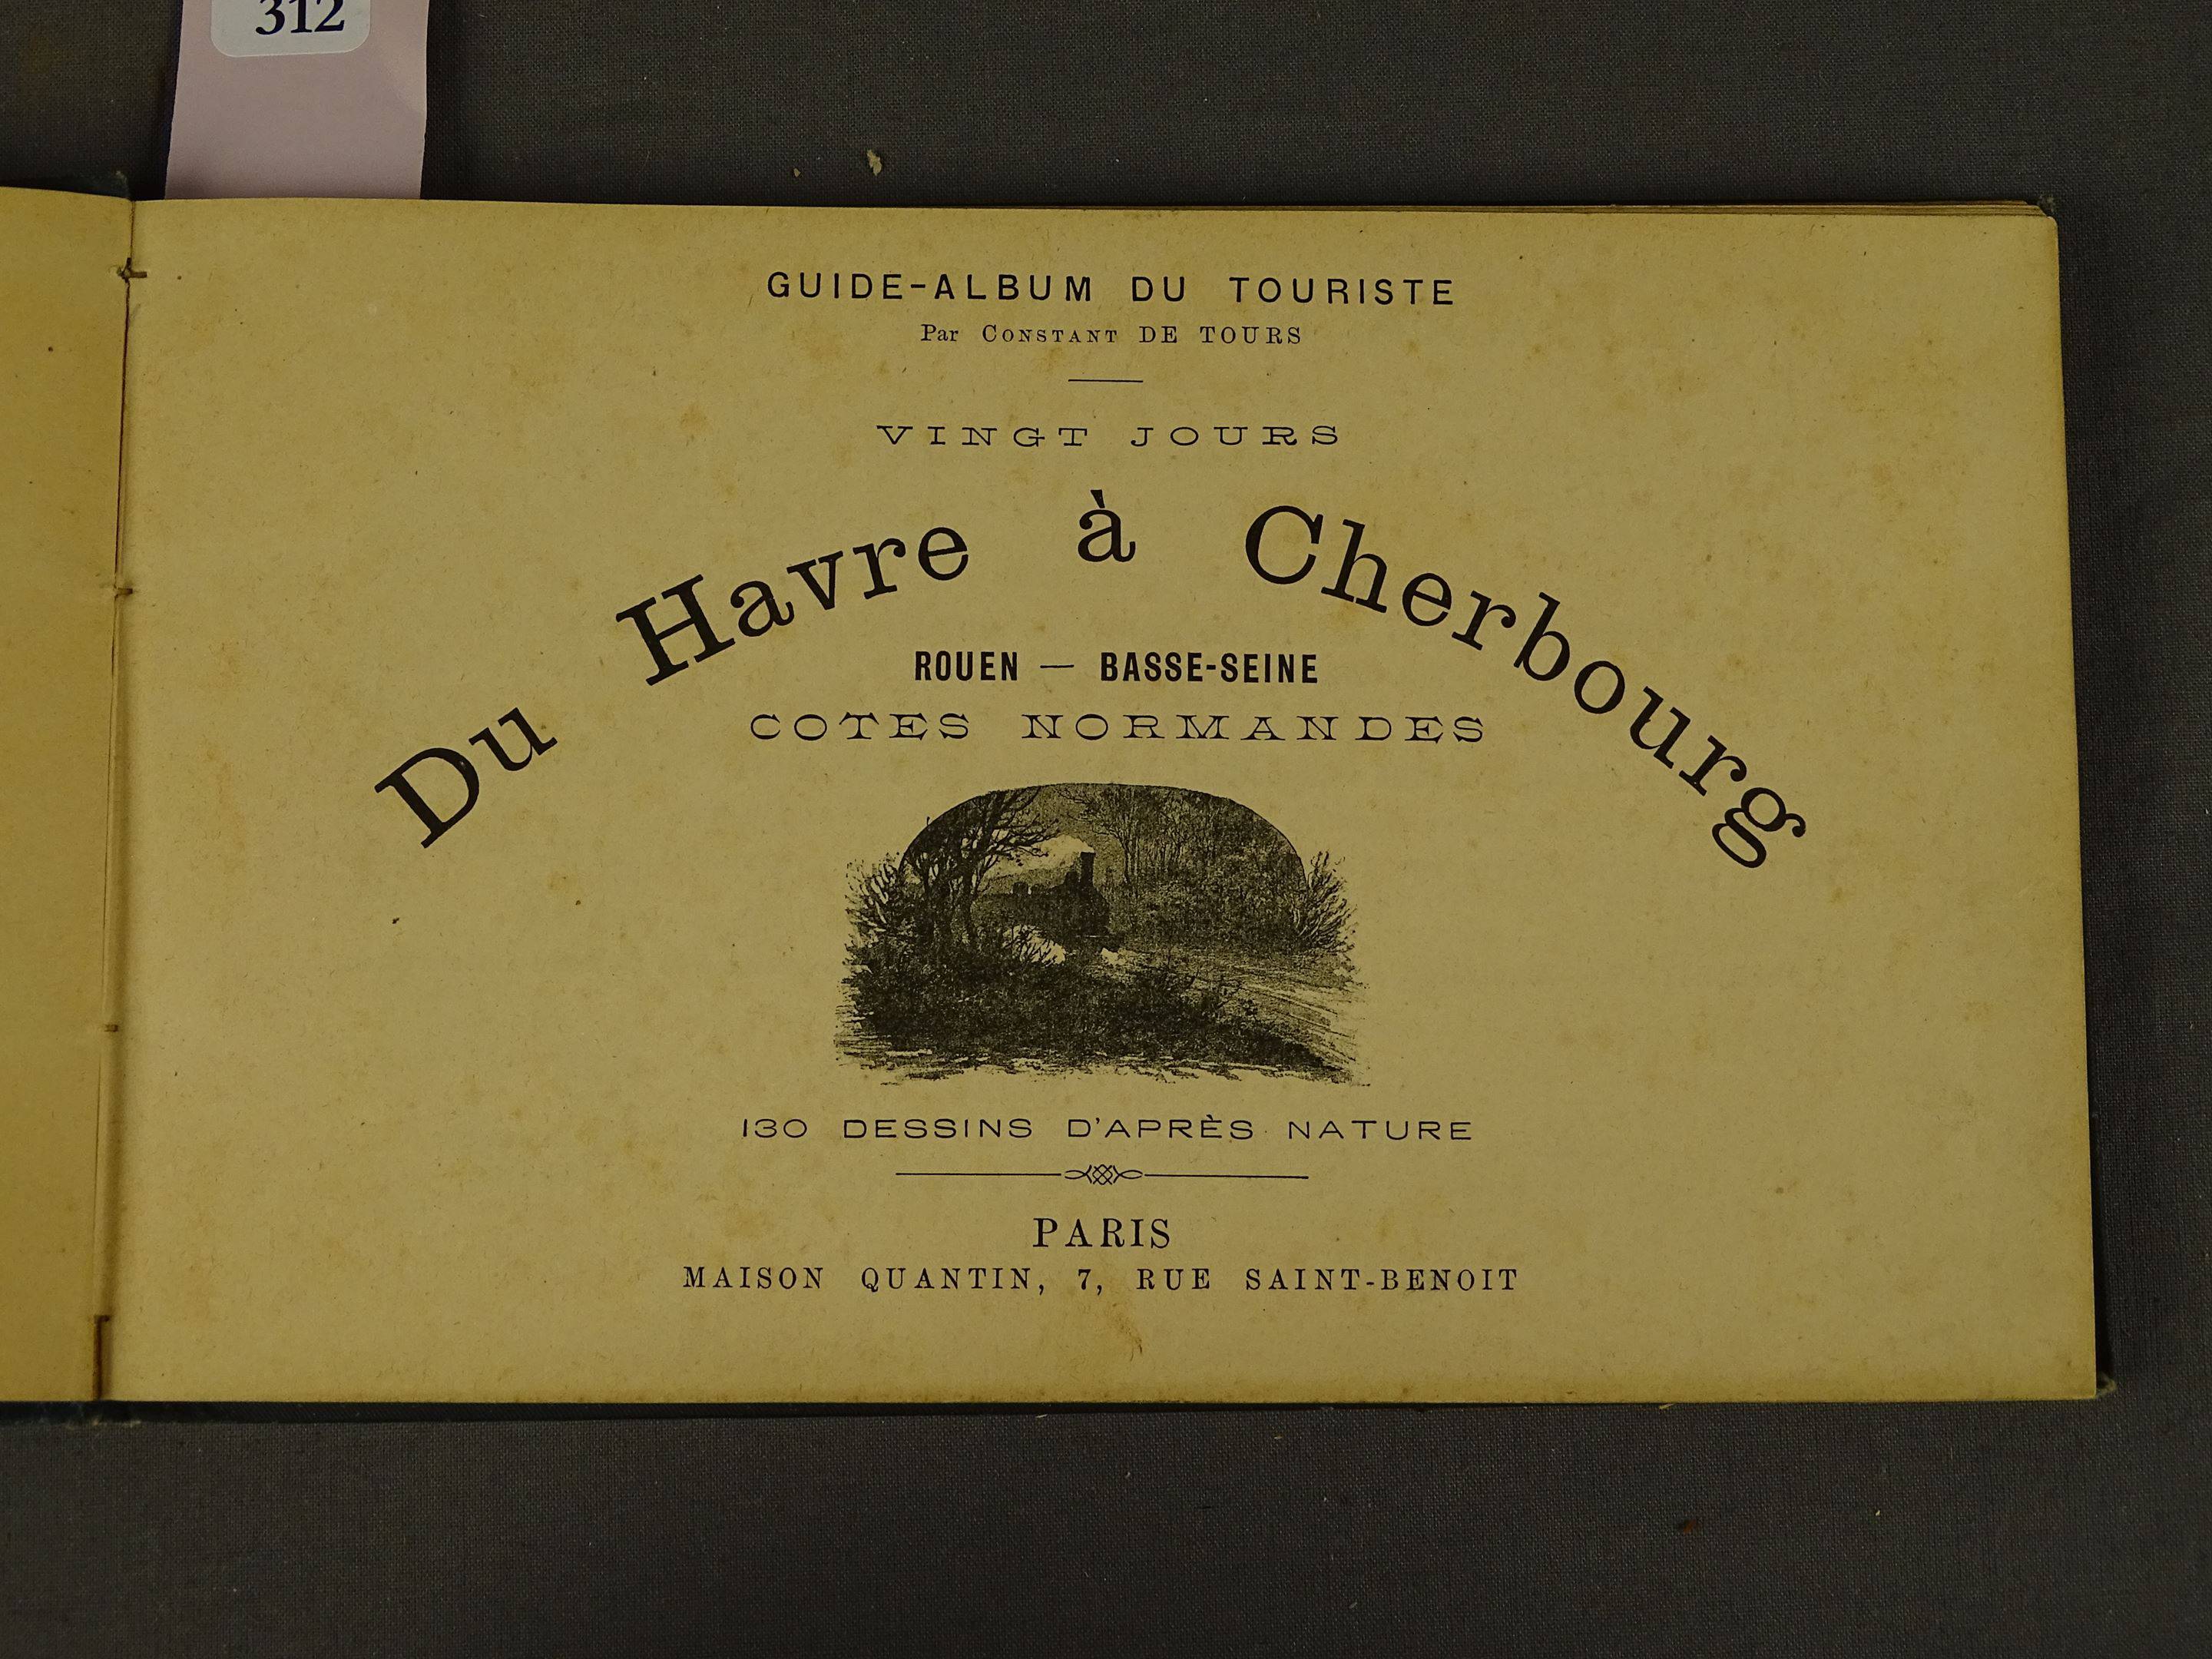 312
GUIDE-ALBUM DU TOURISTE
Par CONSTANT DE TOURS
VINGT JOURS
Du Havre à Cherbourg
ROUEN — BASSE-SEINE
COTES NORMANDES
130 DESSINS D'APRÈS NATURE
PARIS
MAISON QUANTIN, 7, RUE SAINT-BENOIT